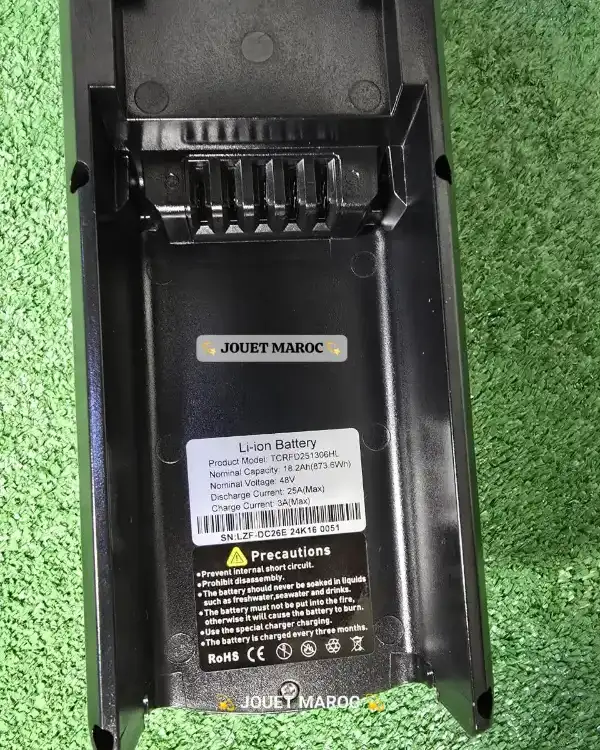 JOUET MAROC
Li-ion Battery
Product Model: TCRFD251306HL
Nominal Capacity: 18.2Ah(873.6Wh)
Nominal Voltage: 48V
Discharge Current: 25A(Max)
Charge Current: 3A(Max)
SN:LZF-DC26E 24K16 0051
Precautions
•Prevent internal short circuit.
•Prohibit disassembly.
•The battery should never be soaked in liquids
such as freshwater,seawater and drinks.
•The battery must not be put into the fire,
otherwise it will cause the battery to burn.
•Use the special charger charging.
•The battery is charged every three months.
RoHS CE
JOUET MAROC